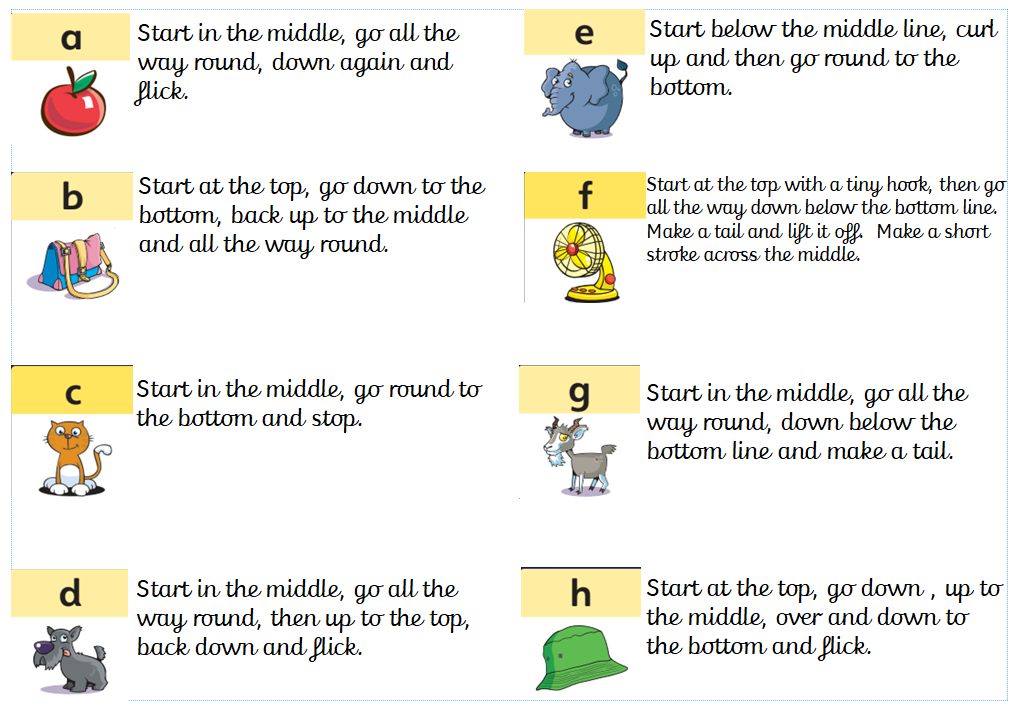 a
Start in the middle, go all the
way round, down again and
flick.
b
Start at the top, go down to the
bottom, back up to the middle
and all the way round.
c
Start in the middle, go round to
the bottom and stop.
d
Start in the middle, go all the
way round, then up to the top,
back down and flick.
e
Start below the middle line, curl
up and then go round to the
bottom.
f
Start at the top with a tiny hook, then go
all the way down below the bottom line.
Make a tail and lift it off.  Make a short
stroke across the middle.
g
Start in the middle, go all the
way round, down below the
bottom line and make a tail.
h
Start at the top, go down , up to
the middle, over and down to
the bottom and flick.